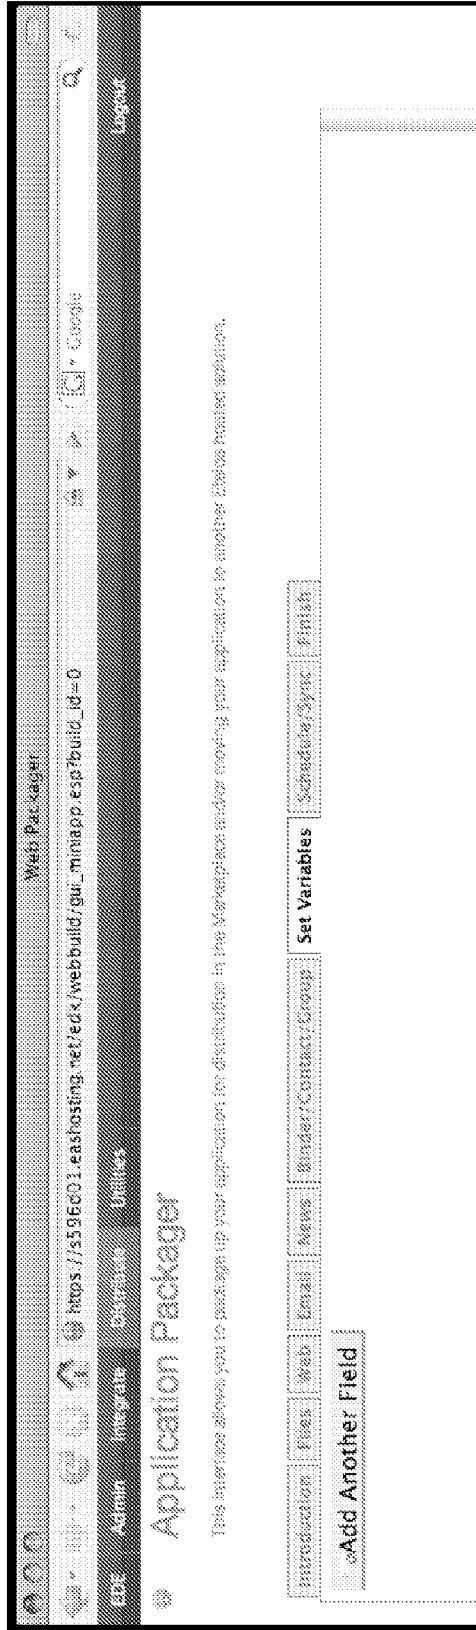 Web Packager
https://s596d01.eashosting.net/edk/webbuild/gui_miniapp.esp?build_id=0
Google
EDE Admin Integrate Distribute Utilities Logout
Application Packager
This interface allows you to package up your application for distribution in the Marketplace and/or moving your application to another hosted solution.
Introduction Files Web Email News Binder/Contact/Group Set Variables Schedule/Sync Finish
Add Another Field